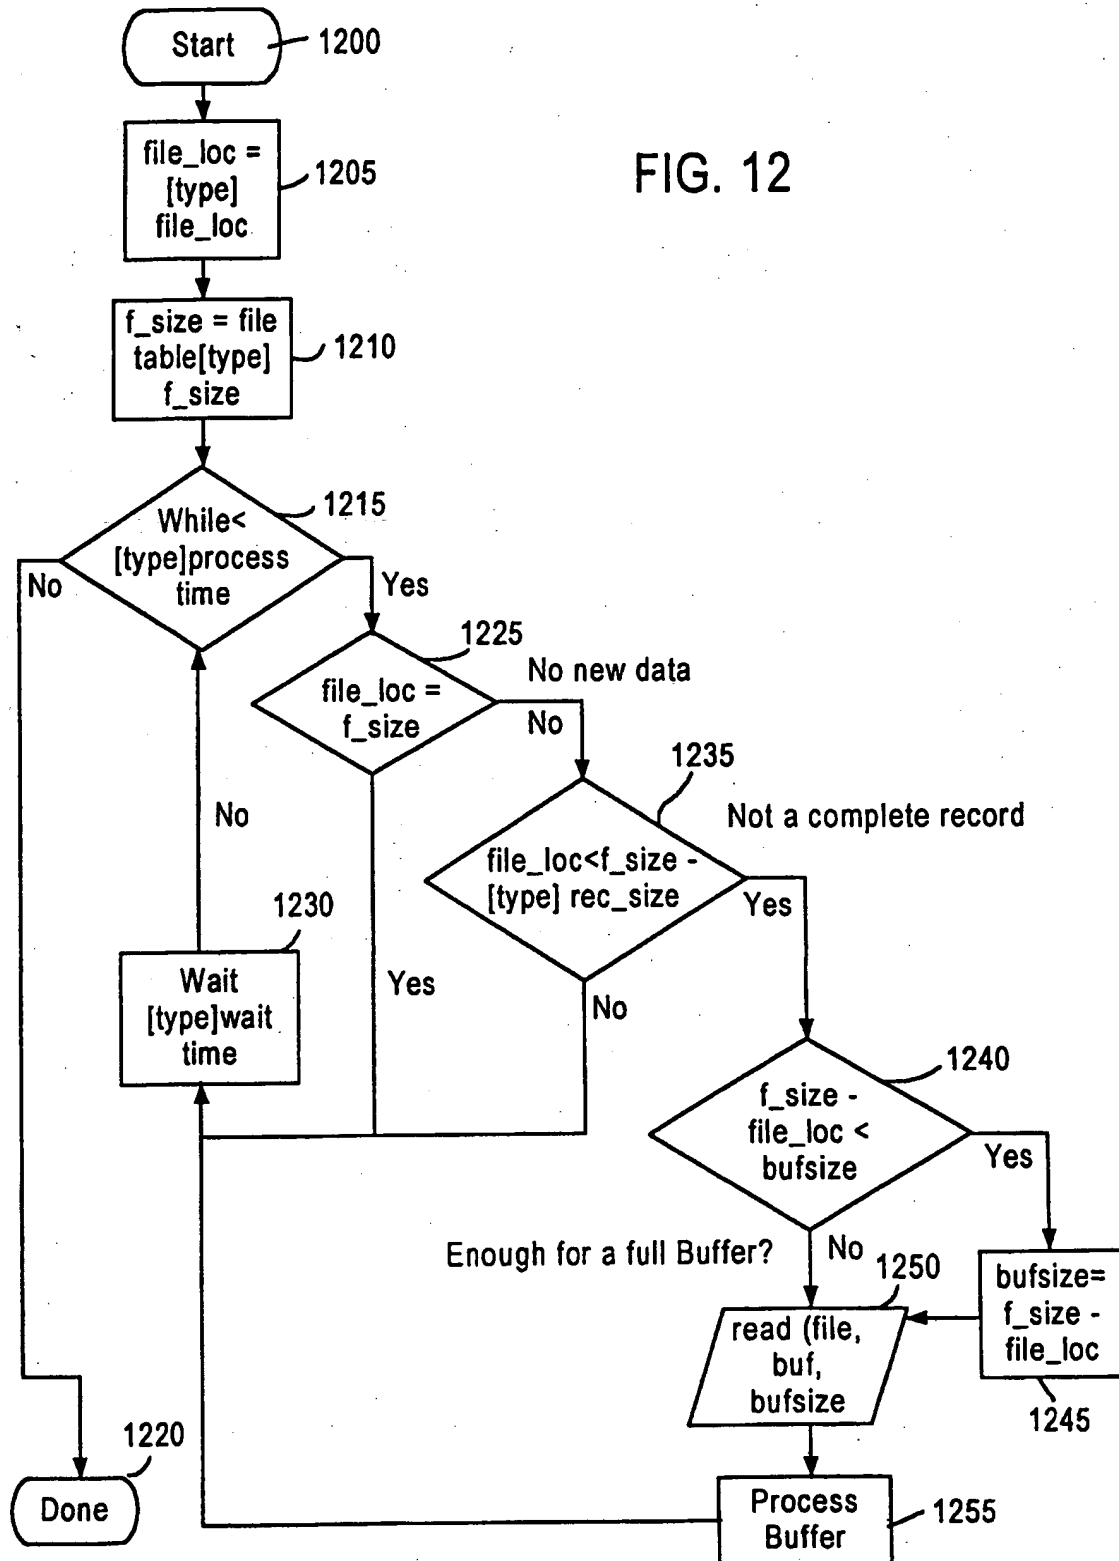 Start
1200
file_loc =
[type]
file_loc
1205
FIG. 12
f_size = file
table[type]
f_size
1210
While<
[type]process
time
1215
No
Yes
file_loc =
f_size
1225
No new data
No
Yes
file_loc<f_size -
[type] rec_size
1235
Not a complete record
Yes
No
No
Wait
[type]wait
time
1230
f_size -
file_loc <
bufsize
1240
Yes
Enough for a full Buffer?
No
bufsize=
f_size -
file_loc
1245
read (file,
buf,
bufsize
1250
Process
Buffer
1255
Done
1220